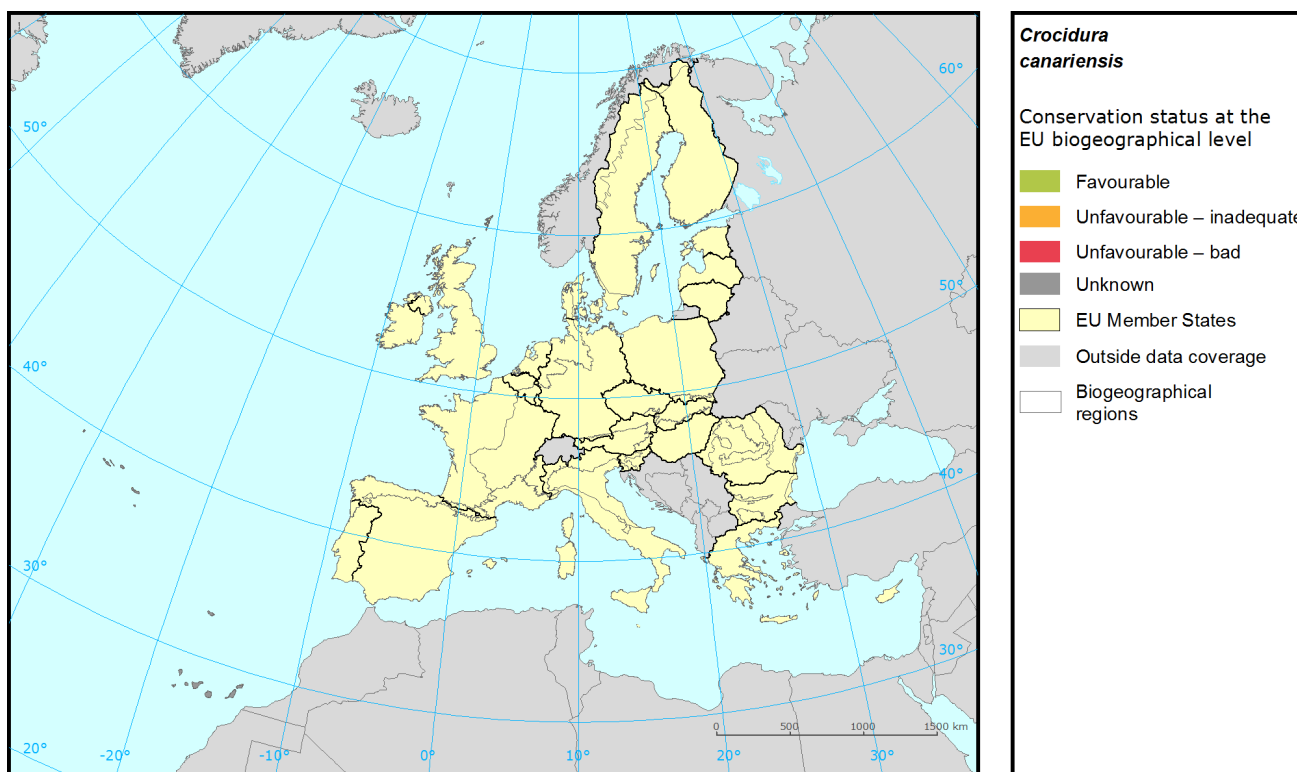 60°
50°
50°
40°
40°
30°
30°
20°
-20°
-10°
0°
10°
20°
30°
0 500 1000 1500 km
Crocidura
canariensis
Conservation status at the
EU biogeographical level
Favourable
Unfavourable – inadequate
Unfavourable – bad
Unknown
EU Member States
Outside data coverage
Biogeographical
regions